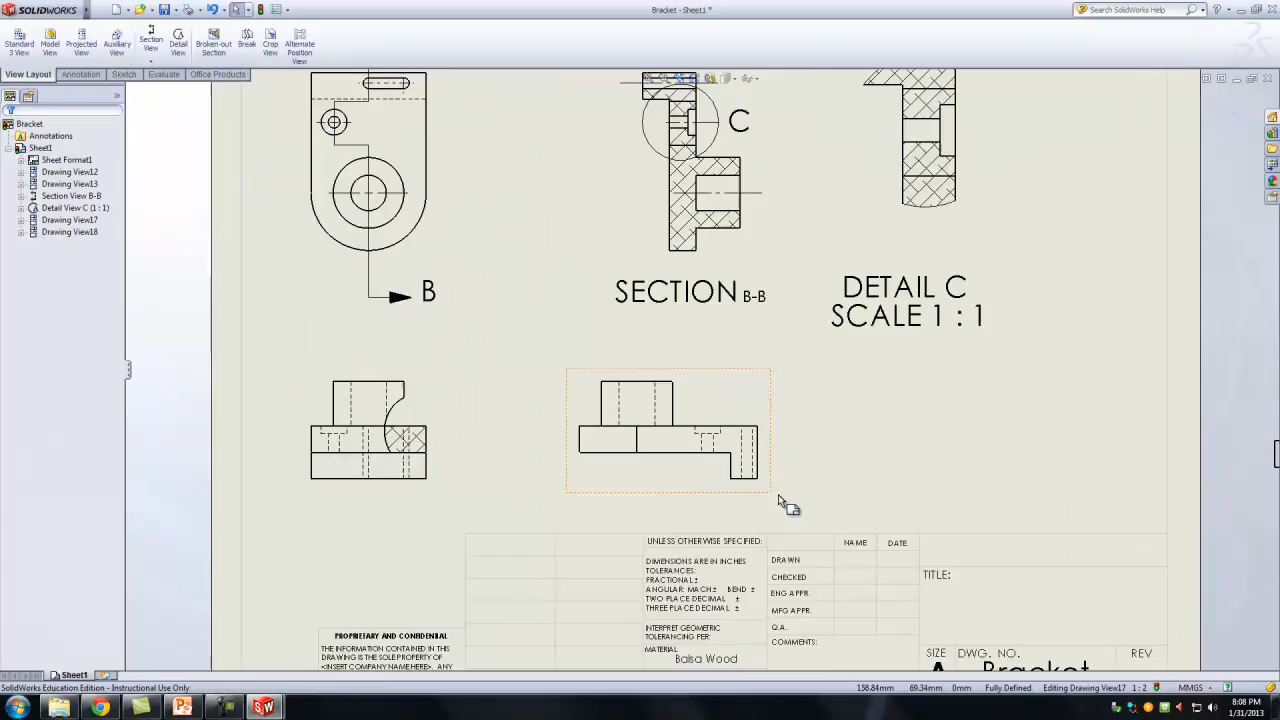 SOLIDWORKS
Bracket - Sheet1 *
Search SolidWorks Help
Standard 3 View
Model View
Projected View
Auxiliary View
Section View
Detail View
Broken-out Section
Break
Crop View
Alternate Position View
View Layout
Annotation
Sketch
Evaluate
Office Products
Bracket
Annotations
Sheet1
Sheet Format1
Drawing View12
Drawing View13
Section View B-B
Detail View C (1 : 1)
Drawing View17
Drawing View18
C
B
SECTION B-B
DETAIL C
SCALE 1 : 1
UNLESS OTHERWISE SPECIFIED:
DIMENSIONS ARE IN INCHES
TOLERANCES:
FRACTIONAL±
ANGULAR: MACH± BEND ±
TWO PLACE DECIMAL ±
THREE PLACE DECIMAL ±
INTERPRET GEOMETRIC
TOLERANCING PER:
MATERIAL
Balsa Wood
NAME DATE
DRAWN
CHECKED
ENG APPR.
MFG APPR.
Q.A.
COMMENTS:
TITLE:
SIZE DWG. NO. REV
A Bracket
PROPRIETARY AND CONFIDENTIAL
THE INFORMATION CONTAINED IN THIS
DRAWING IS THE SOLE PROPERTY OF
<INSERT COMPANY NAME HERE>. ANY
Sheet1
SolidWorks Education Edition - Instructional Use Only
158.84mm 69.34mm 0mm Fully Defined Editing Drawing View17 1 : 2 MMGS
8:08 PM
1/31/2013